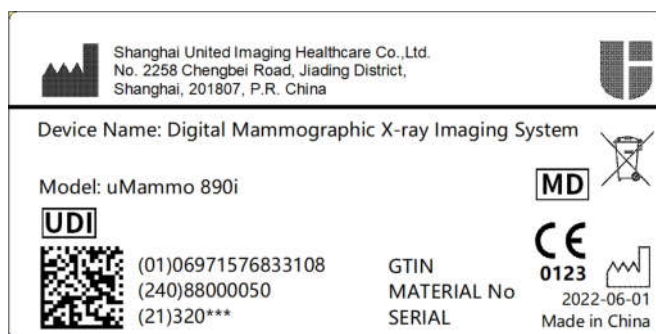 Shanghai United Imaging Healthcare Co.,Ltd.
No. 2258 Chengbei Road, Jiading District,
Shanghai, 201807, P.R. China
Device Name: Digital Mammographic X-ray Imaging System
Model: uMammo 890i
MD
UDI
(01)06971576833108 GTIN
(240)88000050 MATERIAL No
(21)320*** SERIAL
CE
0123
2022-06-01
Made in China